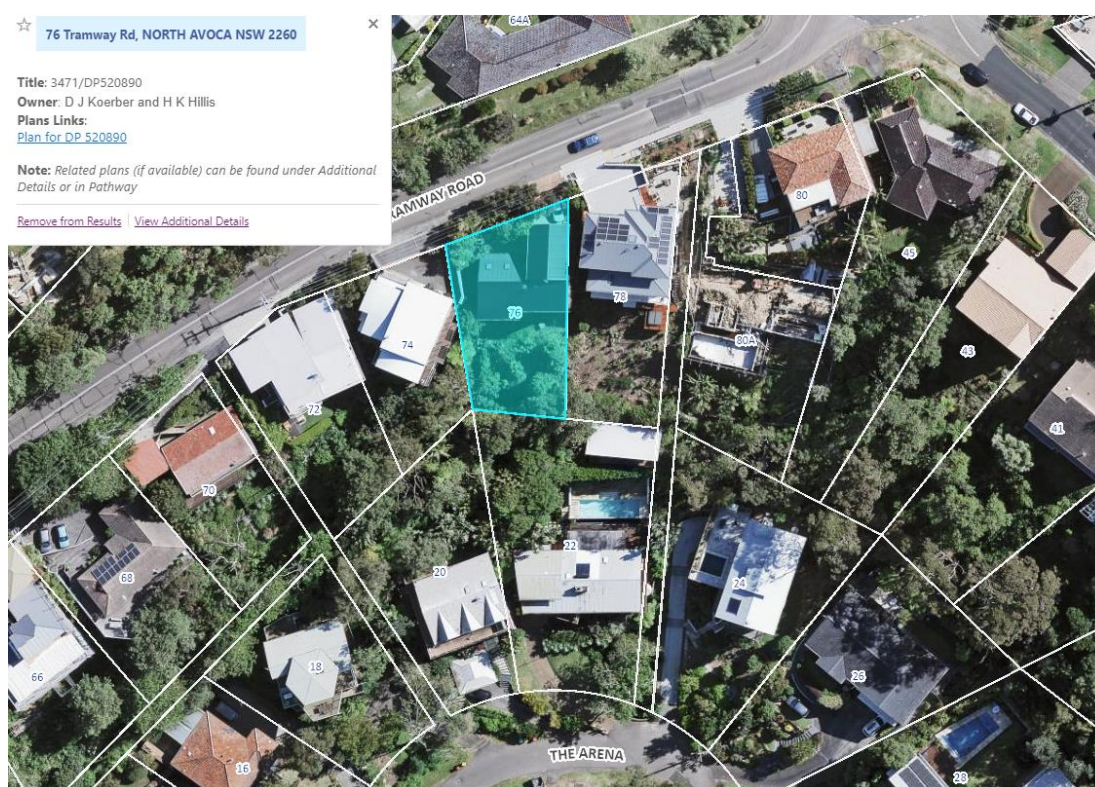 76 Tramway Rd, NORTH AVOCA NSW 2260
Title: 3471/DP520890
Owner: D J Koerber and H K Hillis
Plans Links:
Plan for DP 520890
Note: Related plans (if available) can be found under Additional
Details or in Pathway
Remove from Results View Additional Details
64A
TRAMWAY ROAD
80
45
76
78
80A
43
74
72
41
70
22
20
24
68
18
26
66
THE ARENA
16
28